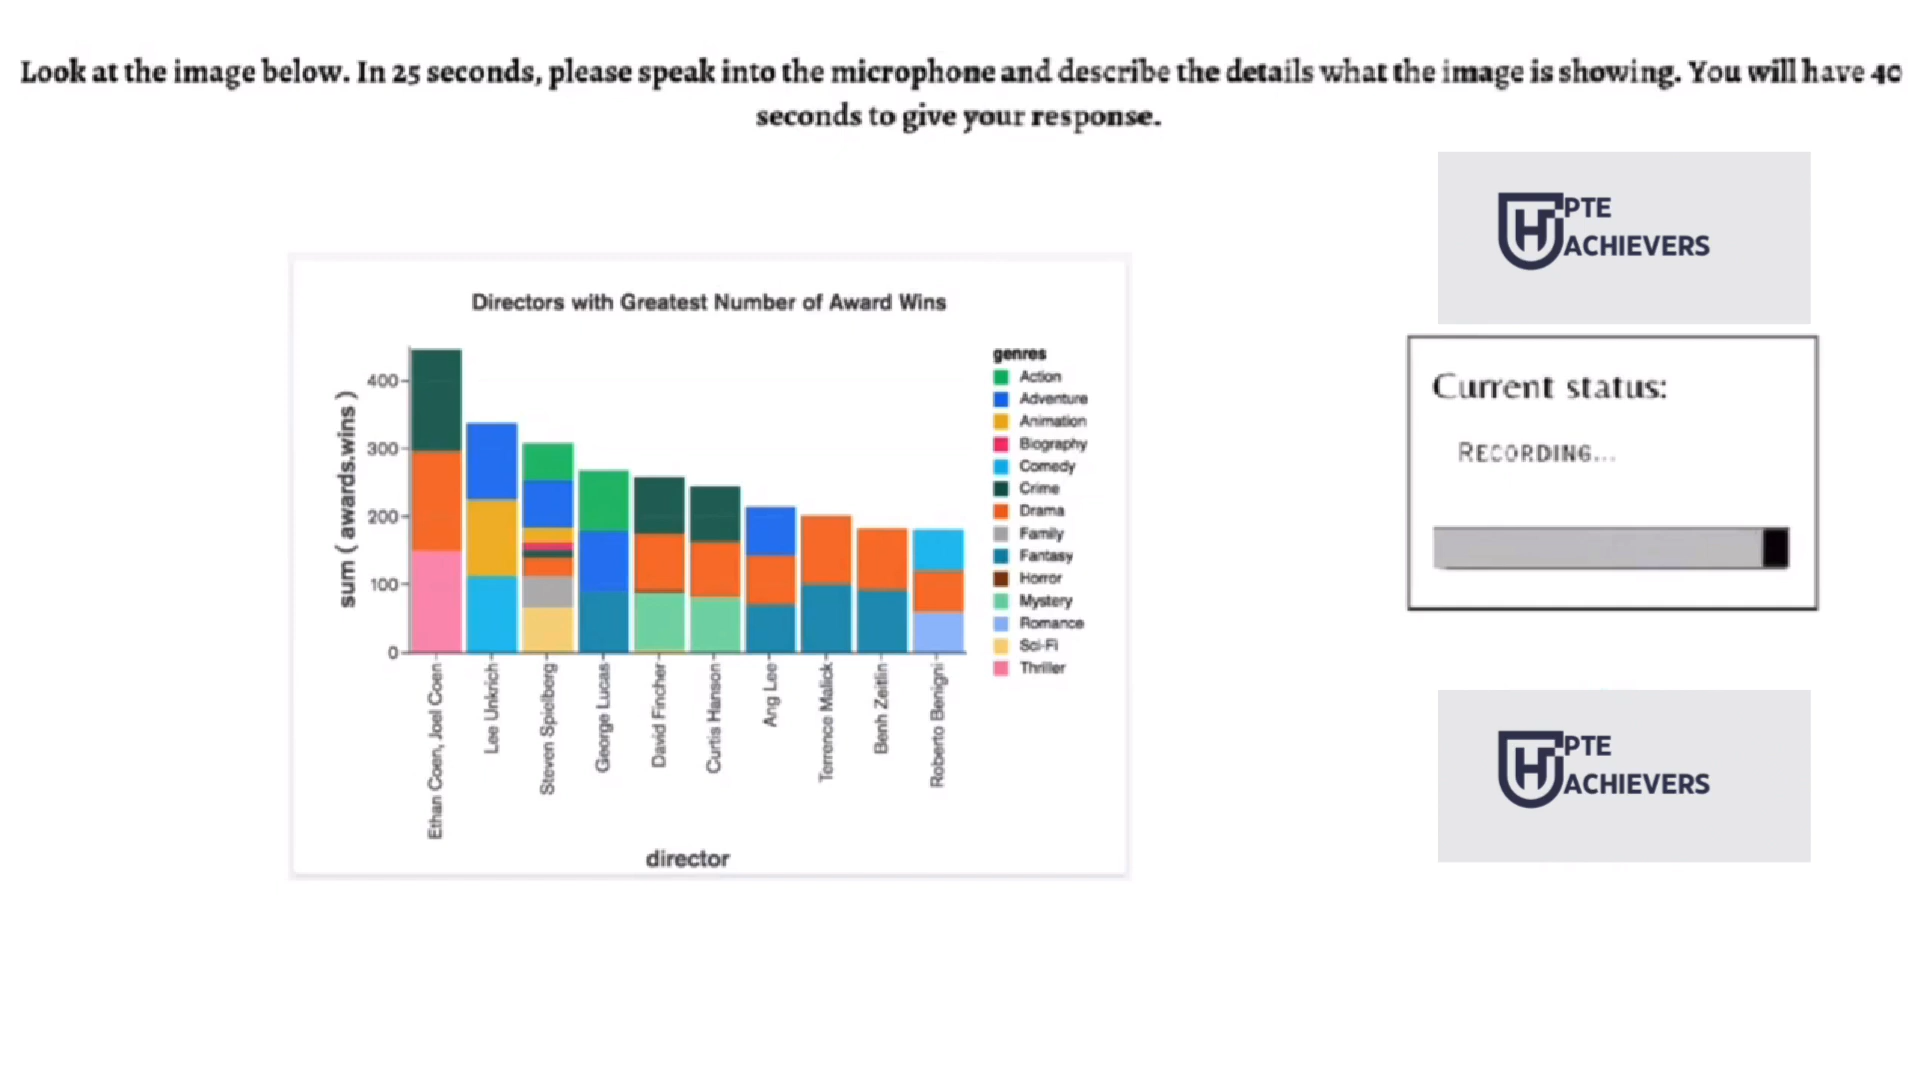 Look at the image below. In 25 seconds, please speak into the microphone and describe the details what the image is showing. You will have 40
seconds to give your response.
PTE
ACHIEVERS
Current status:
RECORDING...
PTE
ACHIEVERS
Directors with Greatest Number of Award Wins
sum ( awards.wins )
400
300
200
100
0
Ethan Coen, Joel Coen
Lee Unkrich
Steven Spielberg
George Lucas
David Fincher
Curtis Hanson
Ang Lee
Terrence Malick
Benh Zeitlin
Roberto Benigni
director
genres
Action
Adventure
Animation
Biography
Comedy
Crime
Drama
Family
Fantasy
Horror
Mystery
Romance
Sci-Fi
Thriller